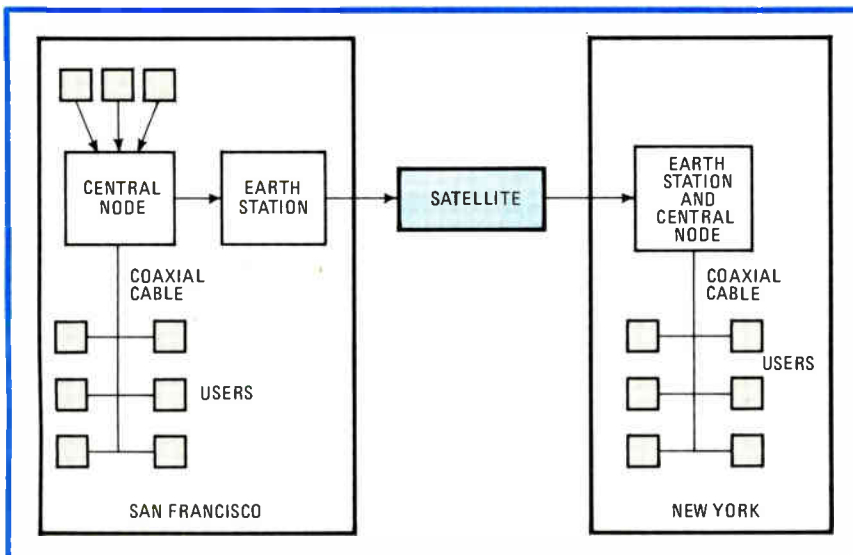 CENTRAL
NODE
EARTH
STATION
SATELLITE
EARTH
STATION
AND
CENTRAL
NODE
COAXIAL
CABLE
COAXIAL
CABLE
USERS
USERS
SAN FRANCISCO
NEW YORK